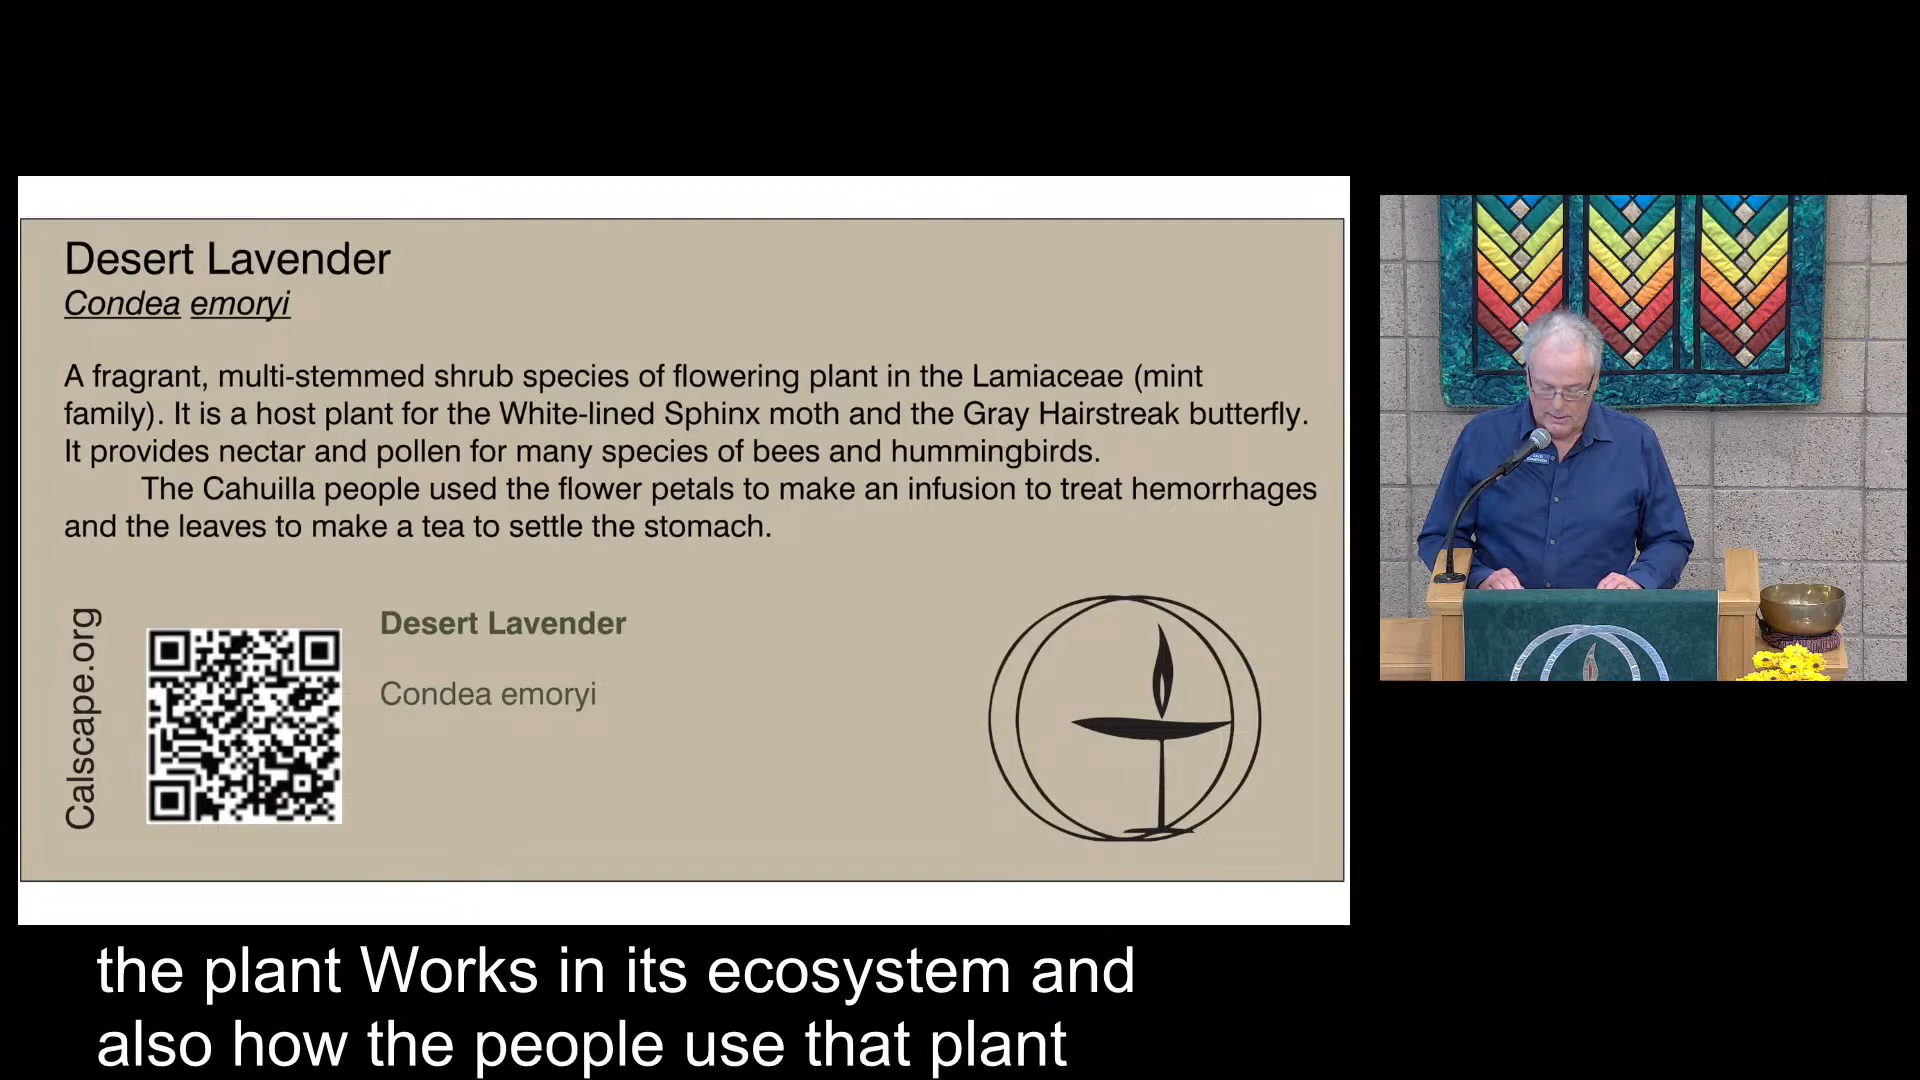 Desert Lavender
Condea emoryi
A fragrant, multi-stemmed shrub species of flowering plant in the Lamiaceae (mint
family). It is a host plant for the White-lined Sphinx moth and the Gray Hairstreak butterfly.
It provides nectar and pollen for many species of bees and hummingbirds.
The Cahuilla people used the flower petals to make an infusion to treat hemorrhages
and the leaves to make a tea to settle the stomach.
Calscape.org
Desert Lavender
Condea emoryi
the plant Works in its ecosystem and
also how the people use that plant